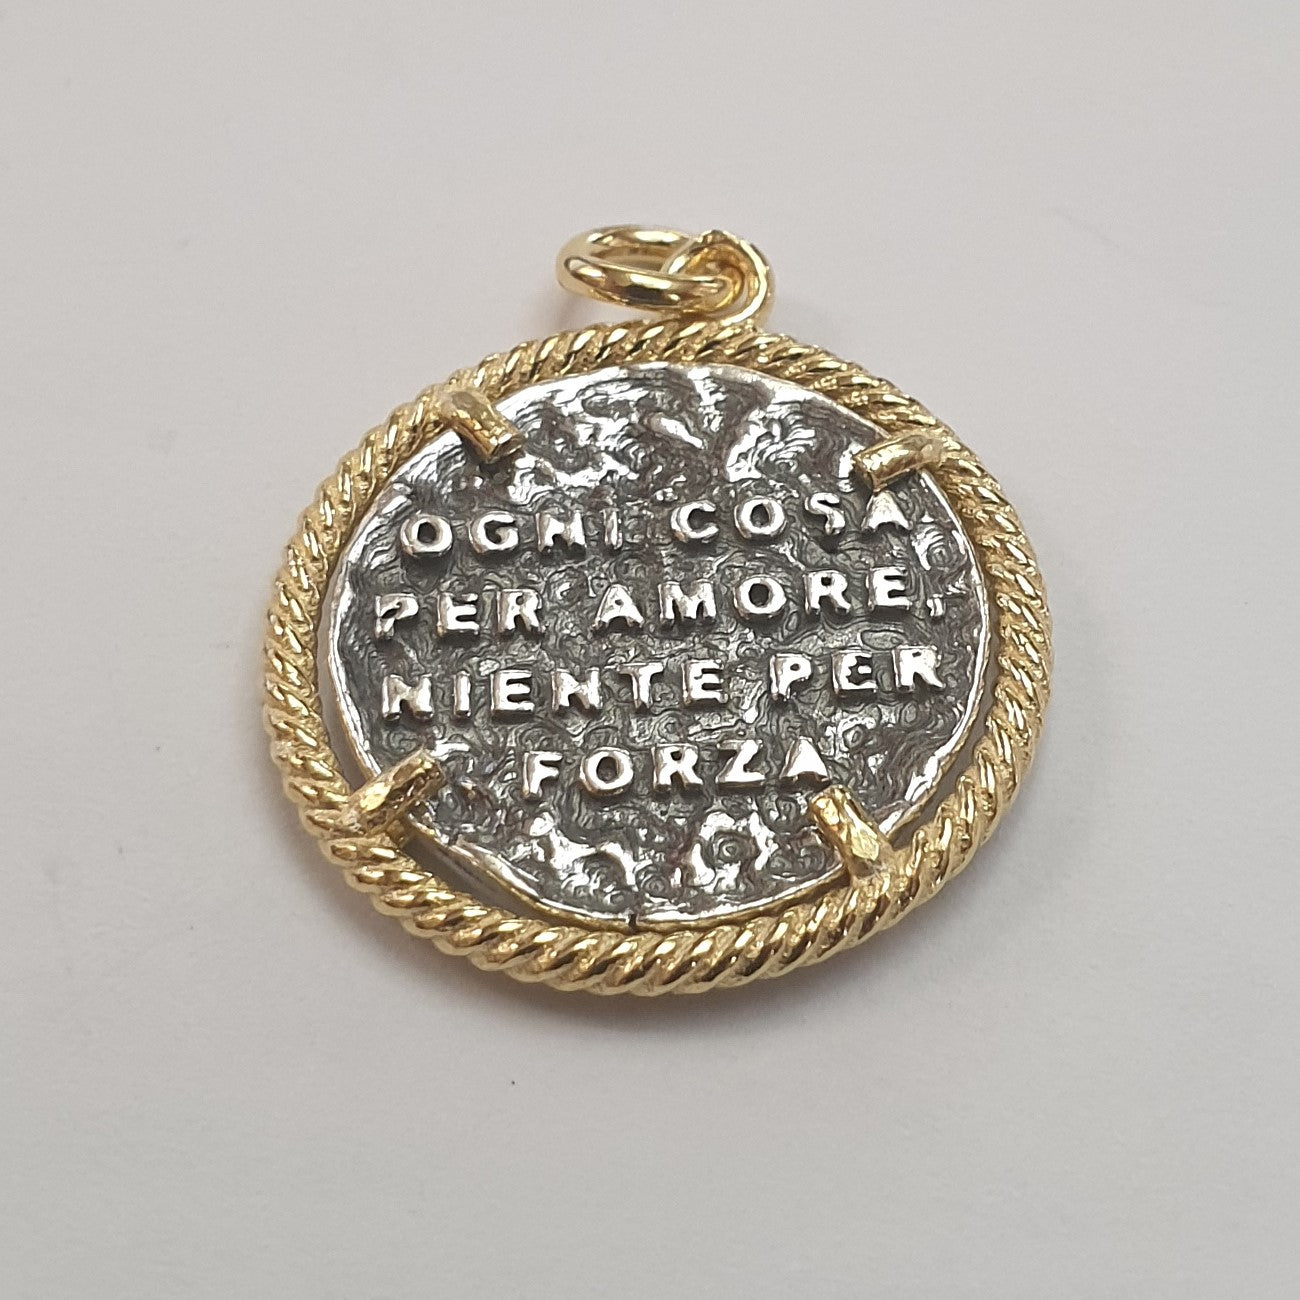 OGNI COSA
PER AMORE,
NIENTE PER
FORZA